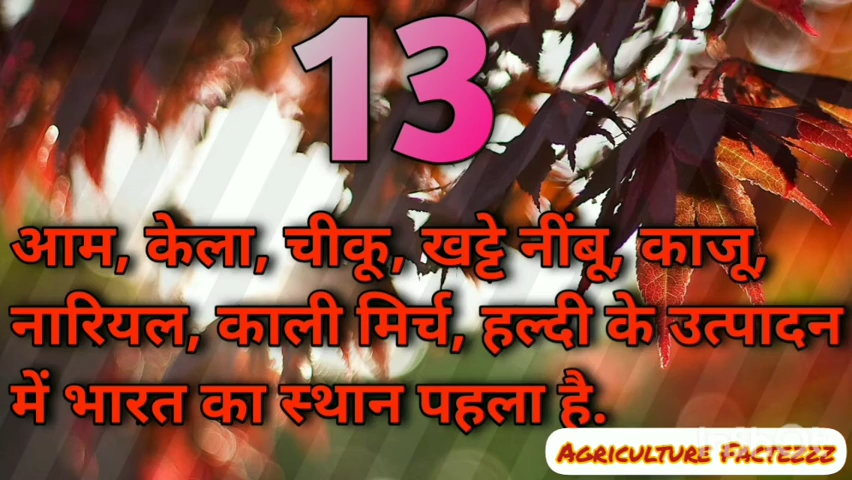 13
आम, केला, चीकू, खट्टे नींबू, काजू,
नारियल, काली मिर्च, हल्दी के उत्पादन
में भारत का स्थान पहला है.
AGRICULTURE FACTEZZZ